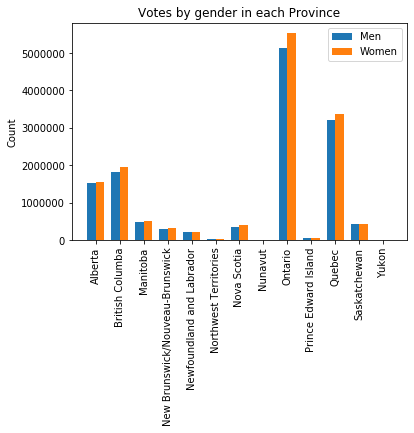 Votes by gender in each Province
Men
Women
Count
5000000
4000000
3000000
2000000
1000000
0
Alberta
British Columba
Manitoba
New Brunswick/Nouveau-Brunswick
Newfoundland and Labrador
Northwest Territories
Nova Scotia
Nunavut
Ontario
Prince Edward Island
Quebec
Saskatchewan
Yukon